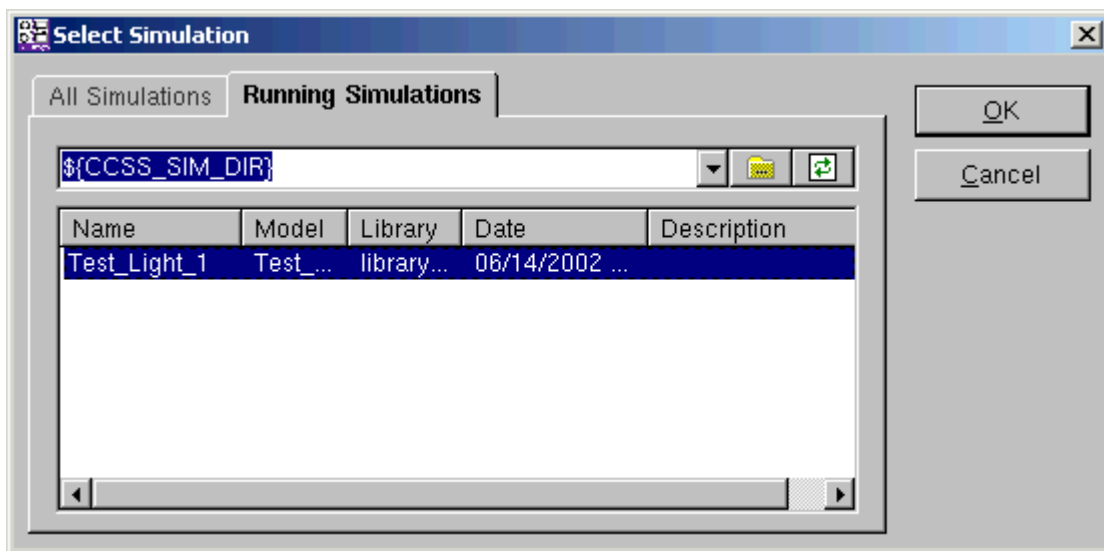 Select Simulation
All Simulations Running Simulations
OK
${CCSS_SIM_DIR}
Cancel
Name Model Library Date Description
Test_Light_1 Test_... library... 06/14/2002 ...